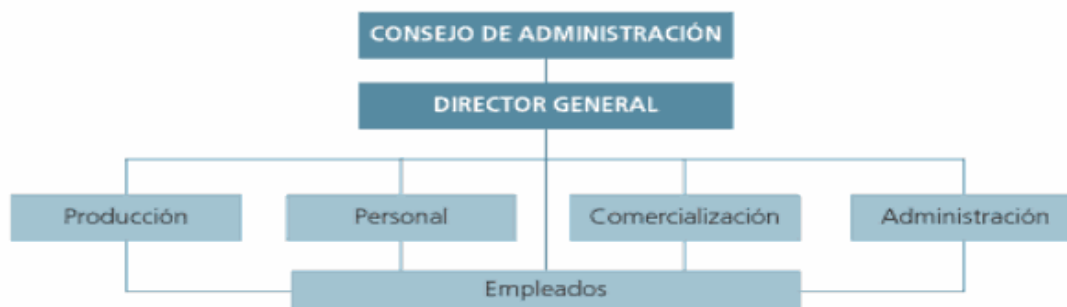 CONSEJO DE ADMINISTRACIÓN
DIRECTOR GENERAL
Producción
Personal
Comercialización
Administración
Empleados